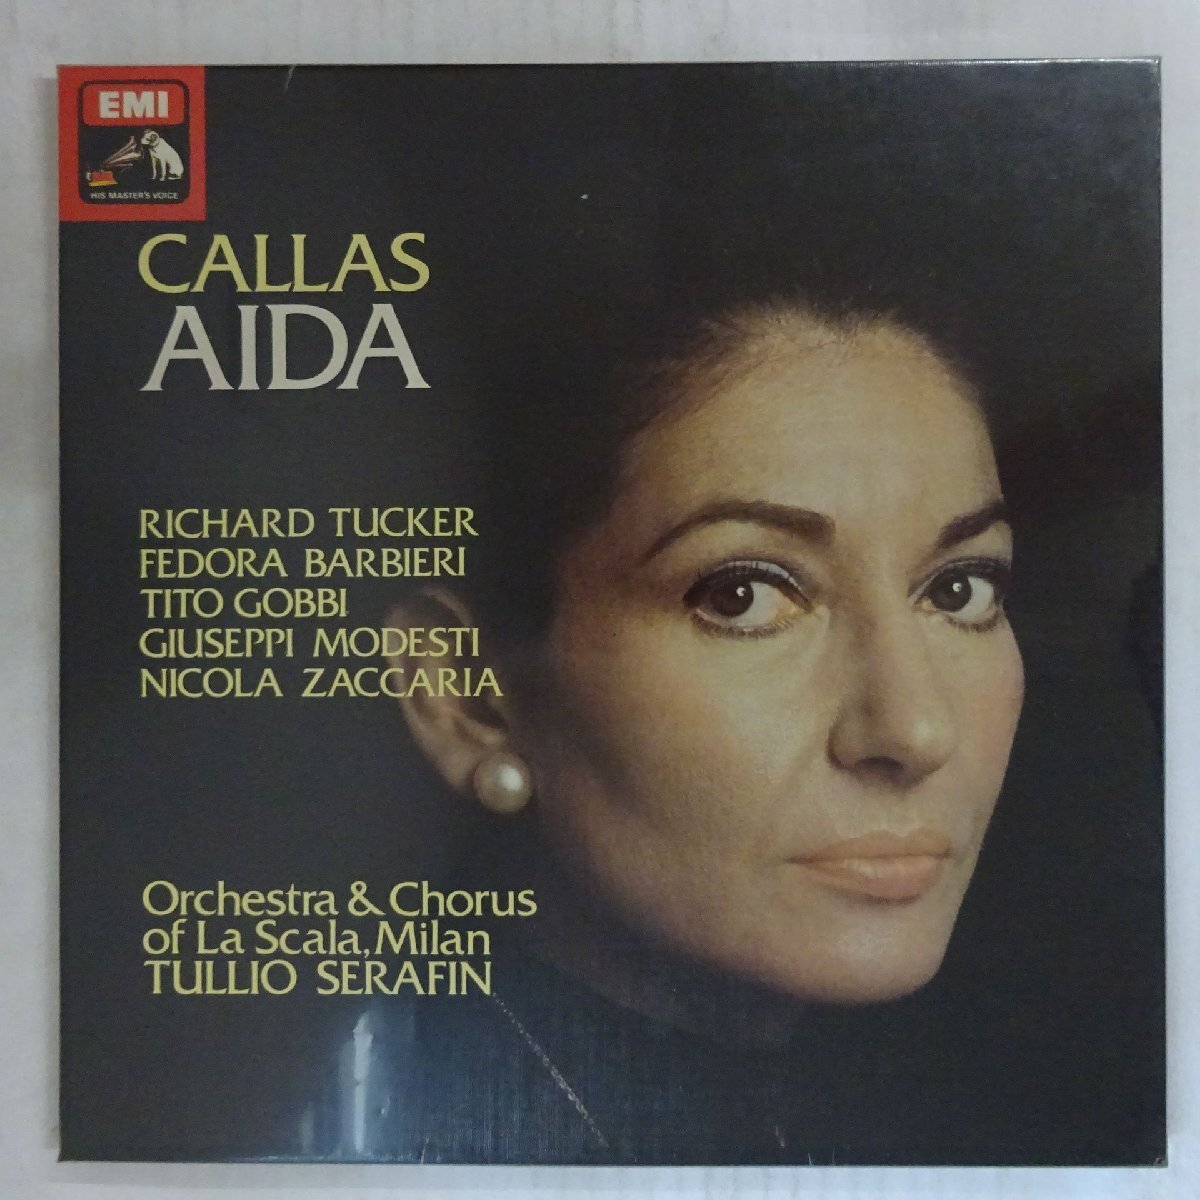 EMI
HIS MASTER'S VOICE
CALLAS
AIDA
RICHARD TUCKER
FEDORA BARBIERI
TITO GOBBI
GIUSEPPI MODESTI
NICOLA ZACCARIA
Orchestra & Chorus
of La Scala, Milan
TULLIO SERAFIN